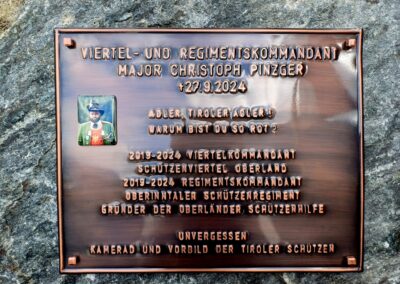 VIERTEL- UND REGIMENTSKOMMANDANT
MAJOR CHRISTOPH PINZGER
†27.9.2024
ADLER, TIROLER ADLER!
WARUM BIST DU SO ROT?
2019-2024 VIERTELKOMMANDANT
SCHÜTZENVIERTEL OBERLAND
2019-2024 REGIMENTSKOMMANDANT
OBERINNTALER SCHÜTZENREGIMENT
GRÜNDER DER OBERLÄNDER SCHÜTZENHILFE
UNVERGESSEN
KAMERAD UND VORBILD DER TIROLER SCHÜTZEN